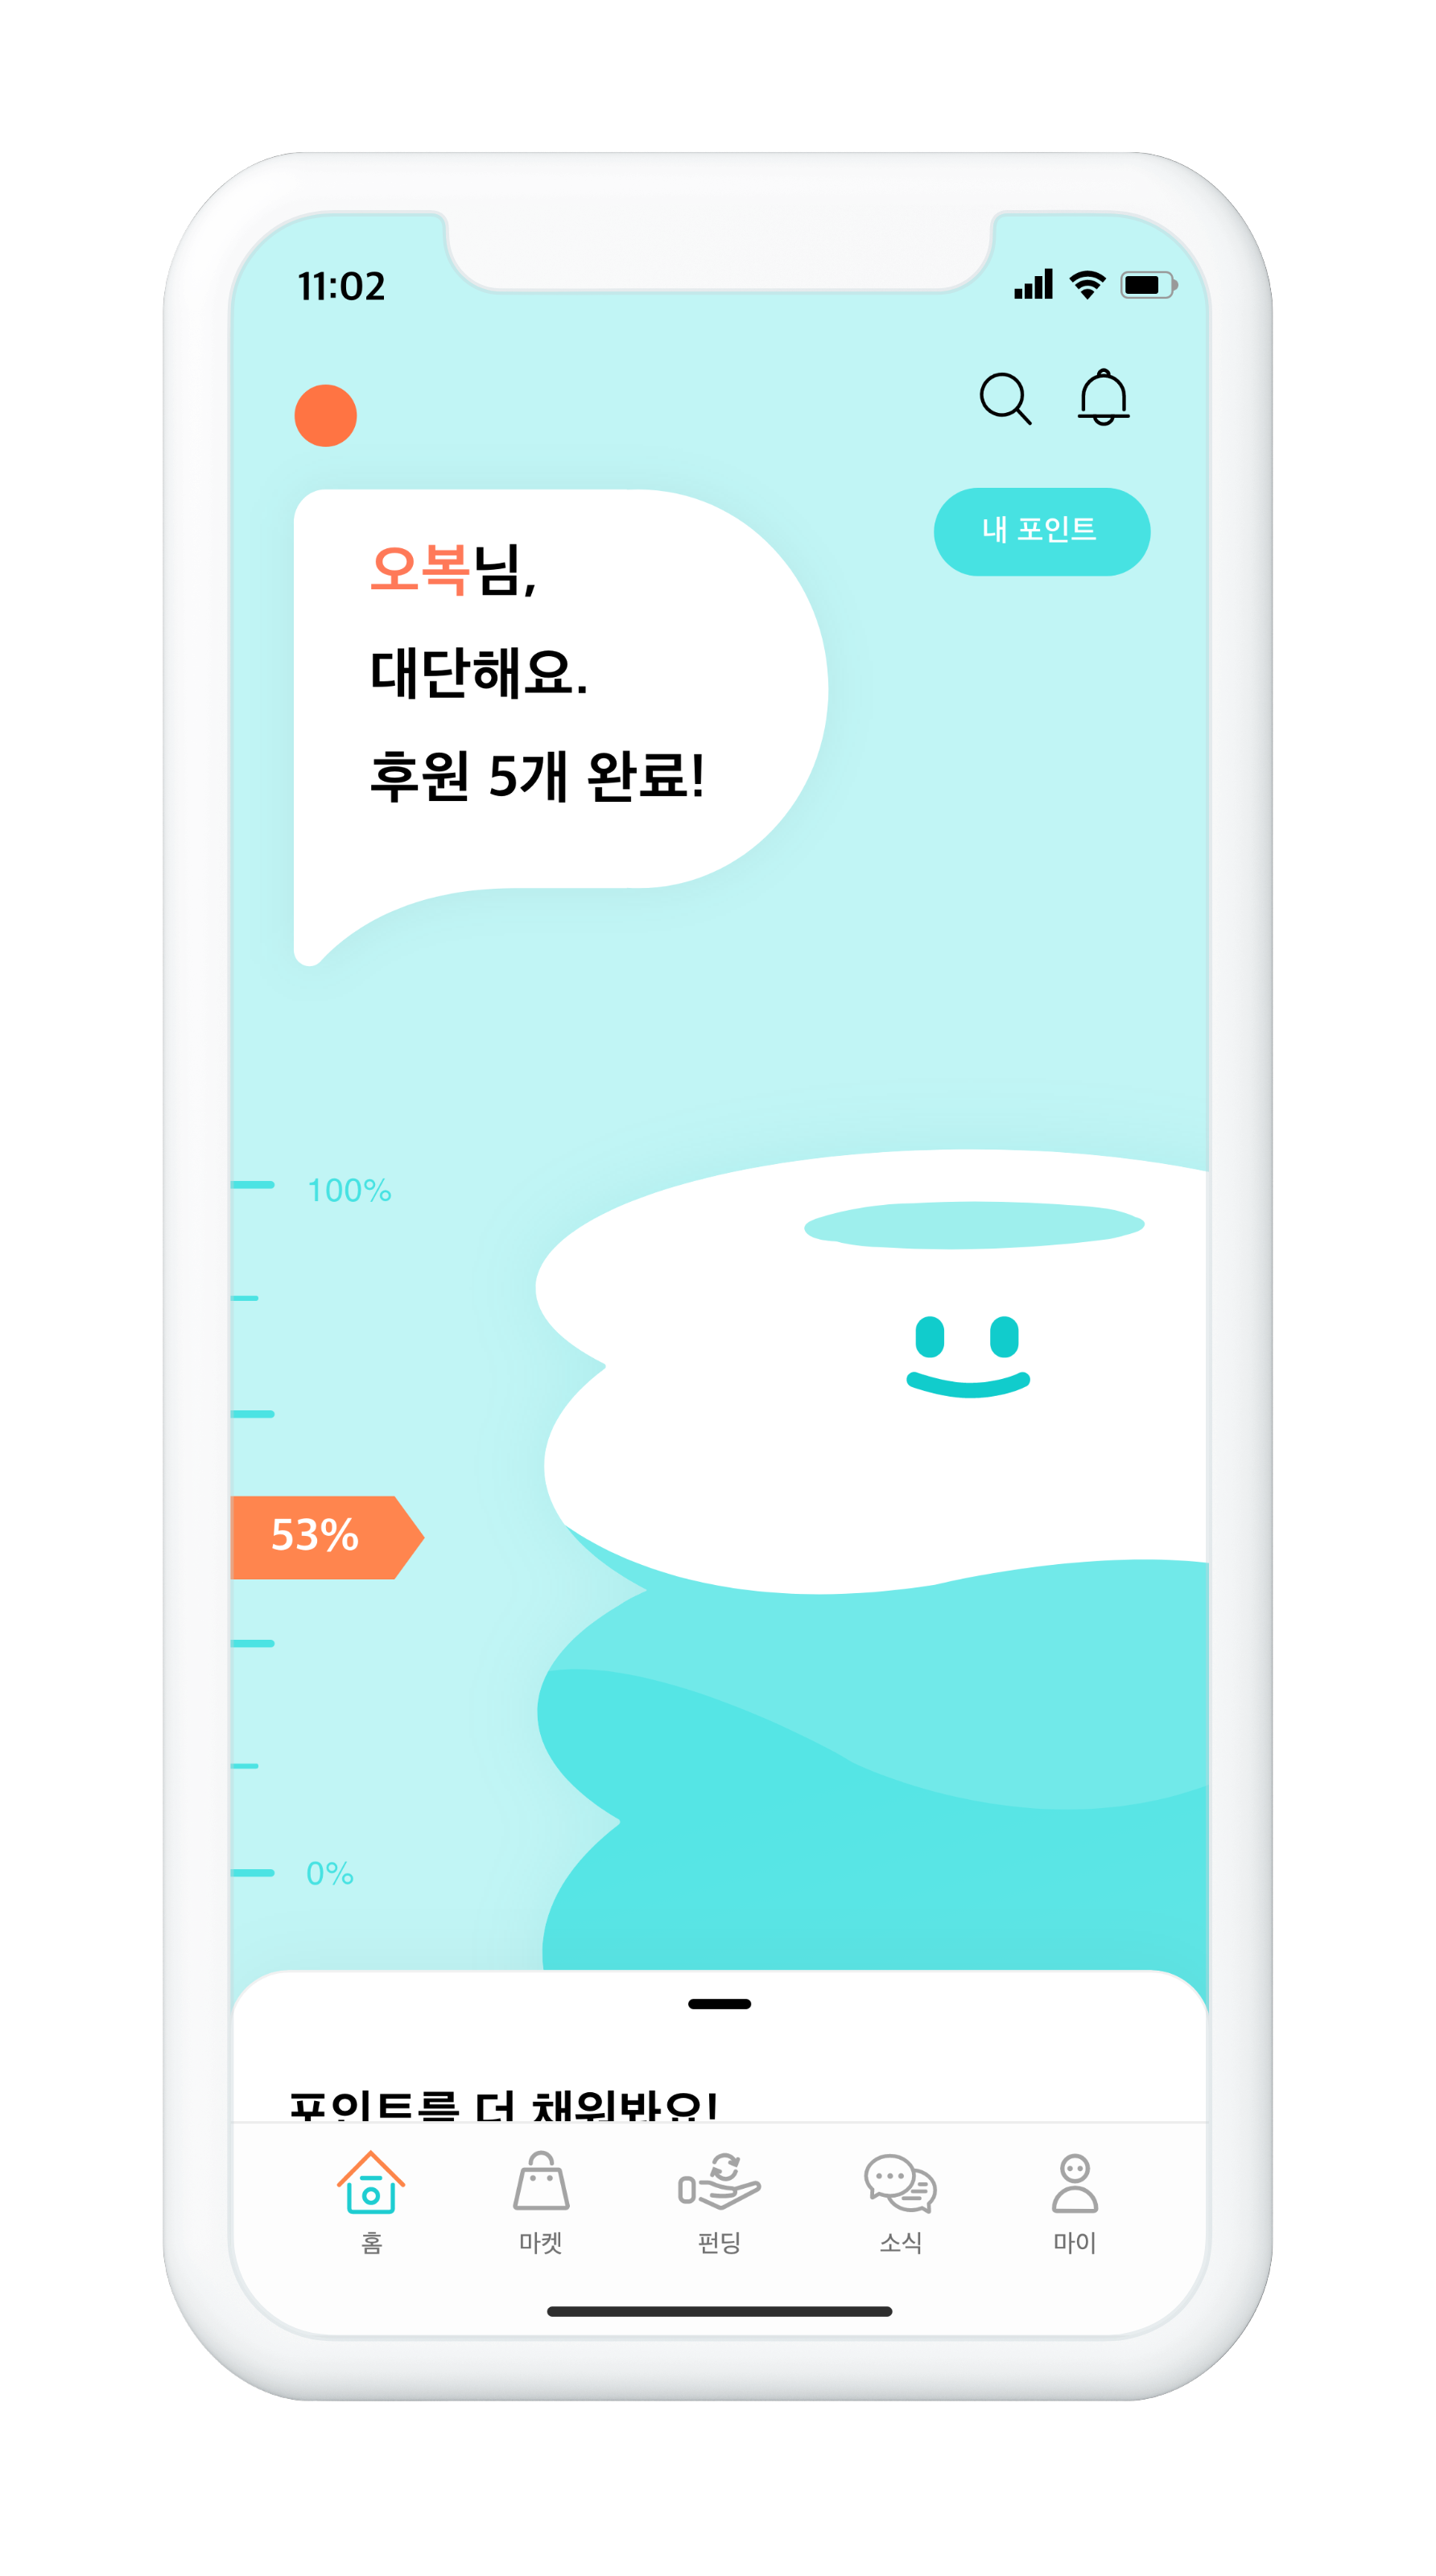 11:02
내 포인트
오복님,
대단해요.
후원 5개 완료!
100%
53%
0%
포인트를 더 채워봐요!
홈
마켓
펀딩
소식
마이